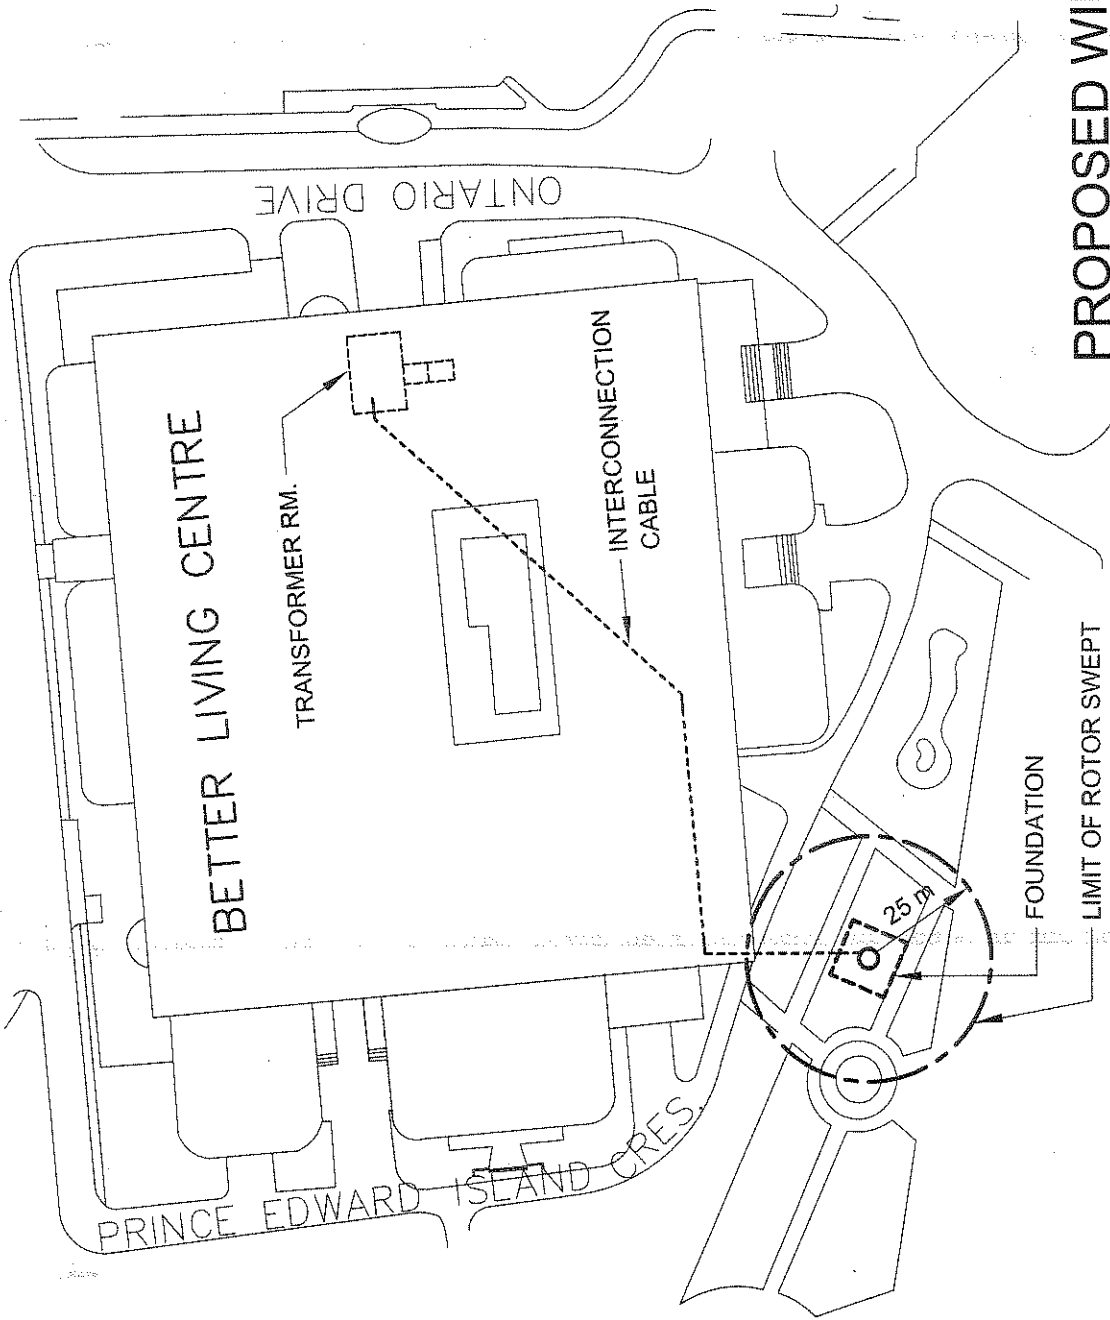 BETTER LIVING CENTRE
TRANSFORMER RM.
INTERCONNECTION
CABLE
ONTARIO DRIVE
PRINCE EDWARD ISLAND CRES.
25 m
FOUNDATION
LIMIT OF ROTOR SWEPT
PROPOSED WI